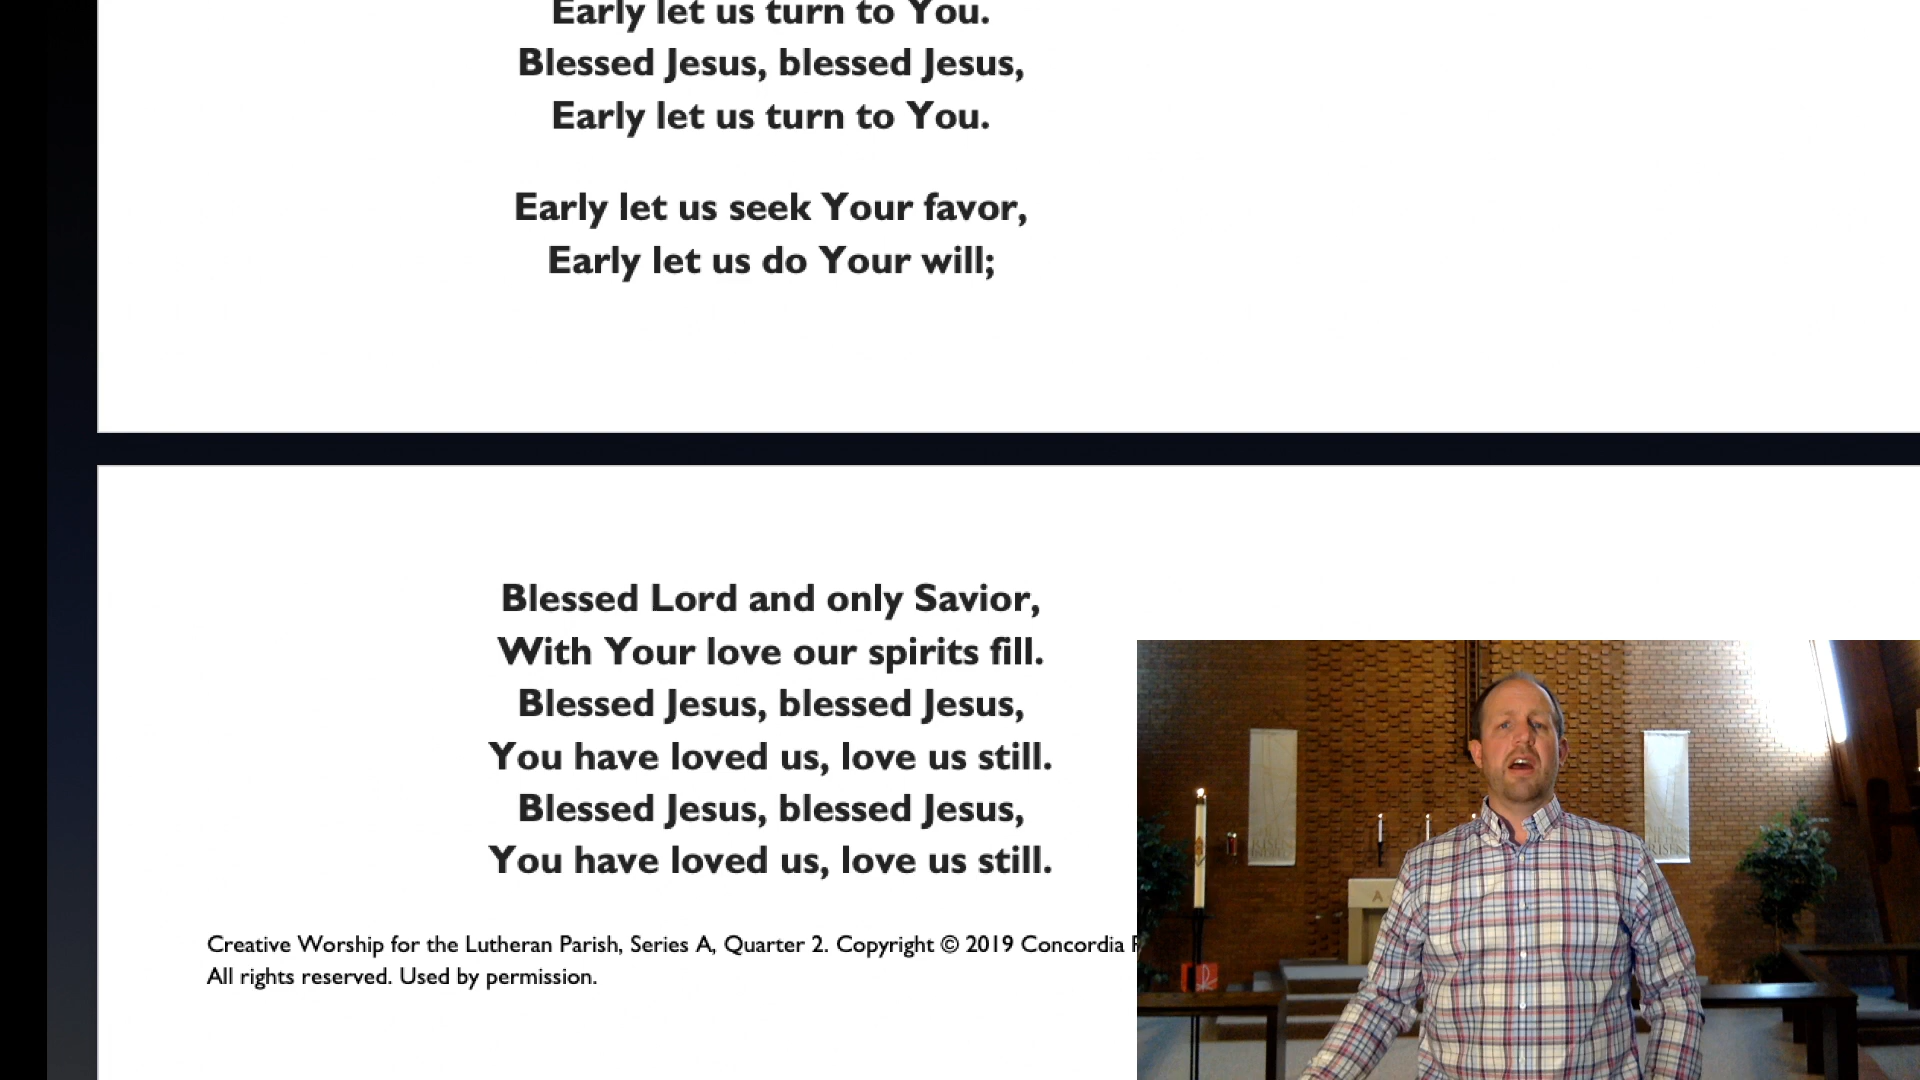 Early let us turn to You.
Blessed Jesus, blessed Jesus,
Early let us turn to You.
Early let us seek Your favor,
Early let us do Your will;
Blessed Lord and only Savior,
With Your love our spirits fill.
Blessed Jesus, blessed Jesus,
You have loved us, love us still.
Blessed Jesus, blessed Jesus,
You have loved us, love us still.
Creative Worship for the Lutheran Parish, Series A, Quarter 2. Copyright © 2019 Concordia
All rights reserved. Used by permission.